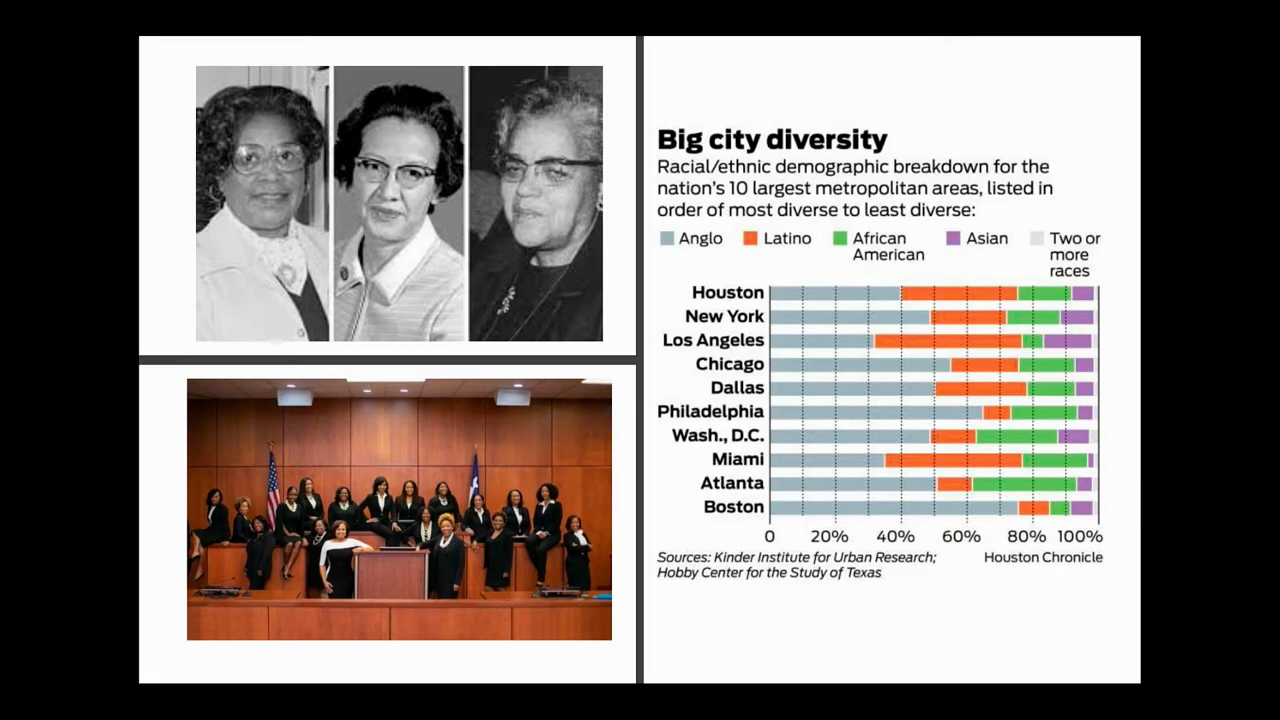 Big city diversity
Racial/ethnic demographic breakdown for the
nation's 10 largest metropolitan areas, listed in
order of most diverse to least diverse:
Anglo Latino African American Asian Two or more races
Houston
New York
Los Angeles
Chicago
Dallas
Philadelphia
Wash., D.C.
Miami
Atlanta
Boston
0 20% 40% 60% 80% 100%
Sources: Kinder Institute for Urban Research; Houston Chronicle
Hobby Center for the Study of Texas